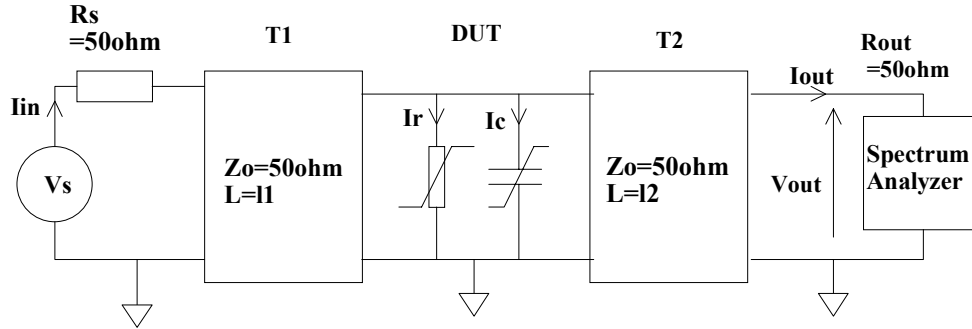 Rs
=50ohm
T1
DUT
T2
Rout
=50ohm
Iin
Ir
Ic
Iout
Vs
Zo=50ohm
L=l1
Zo=50ohm
L=l2
Vout
Spectrum
Analyzer